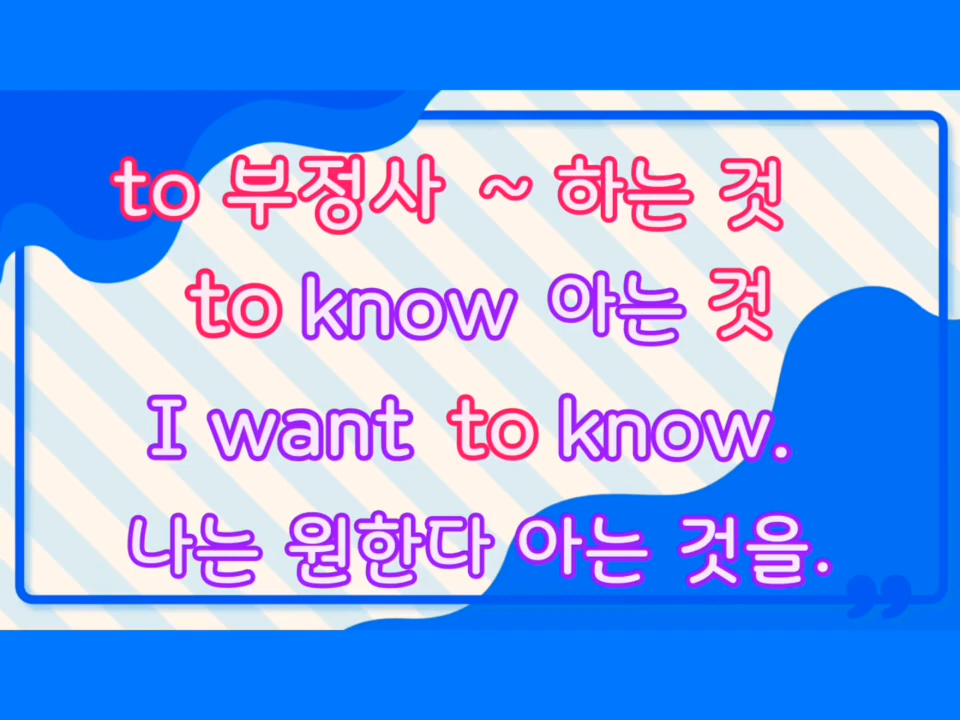 to 부정사 ~ 하는 것
to know 아는 것
I want to know.
나는 원한다 아는 것을.